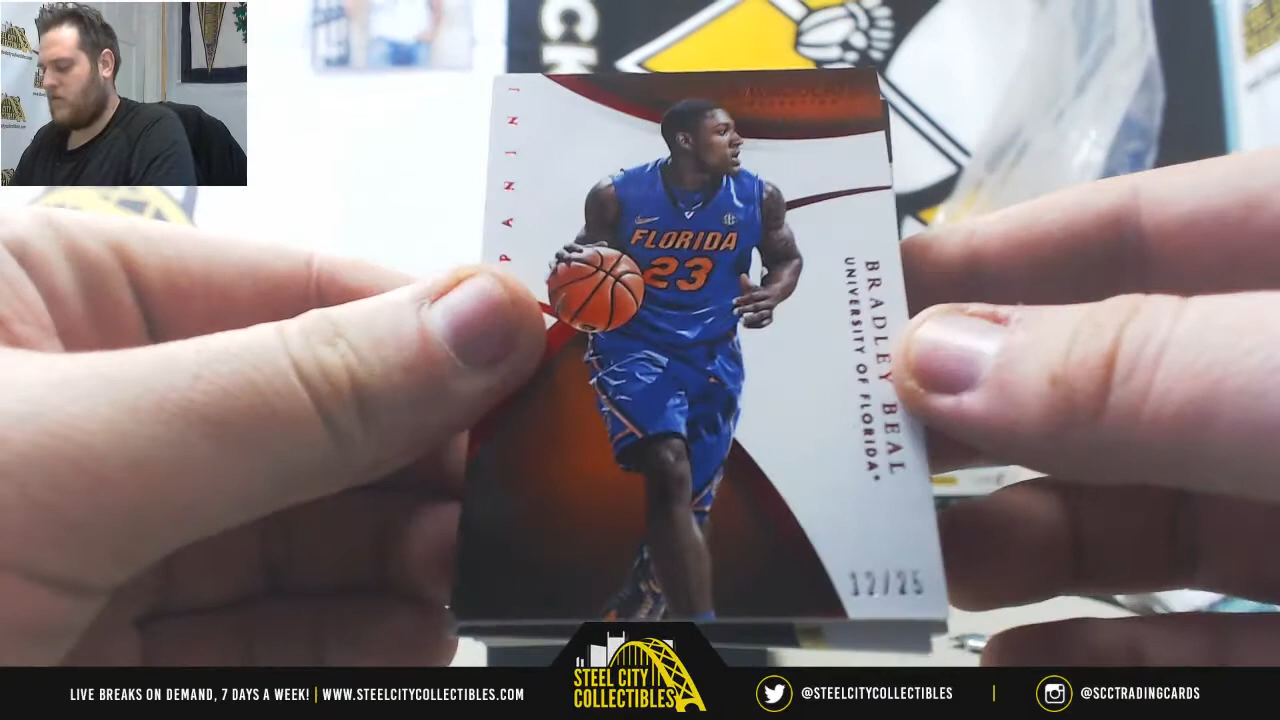 PANINI
FLORIDA
23
BRADLEY BEAL
UNIVERSITY OF FLORIDA
12/25
STEEL CITY
COLLECTIBLES
LIVE BREAKS ON DEMAND, 7 DAYS A WEEK! | WWW.STEELCITYCOLLECTIBLES.COM
@STEELCITYCOLLECTIBLES | @SCCTRADINGCARDS